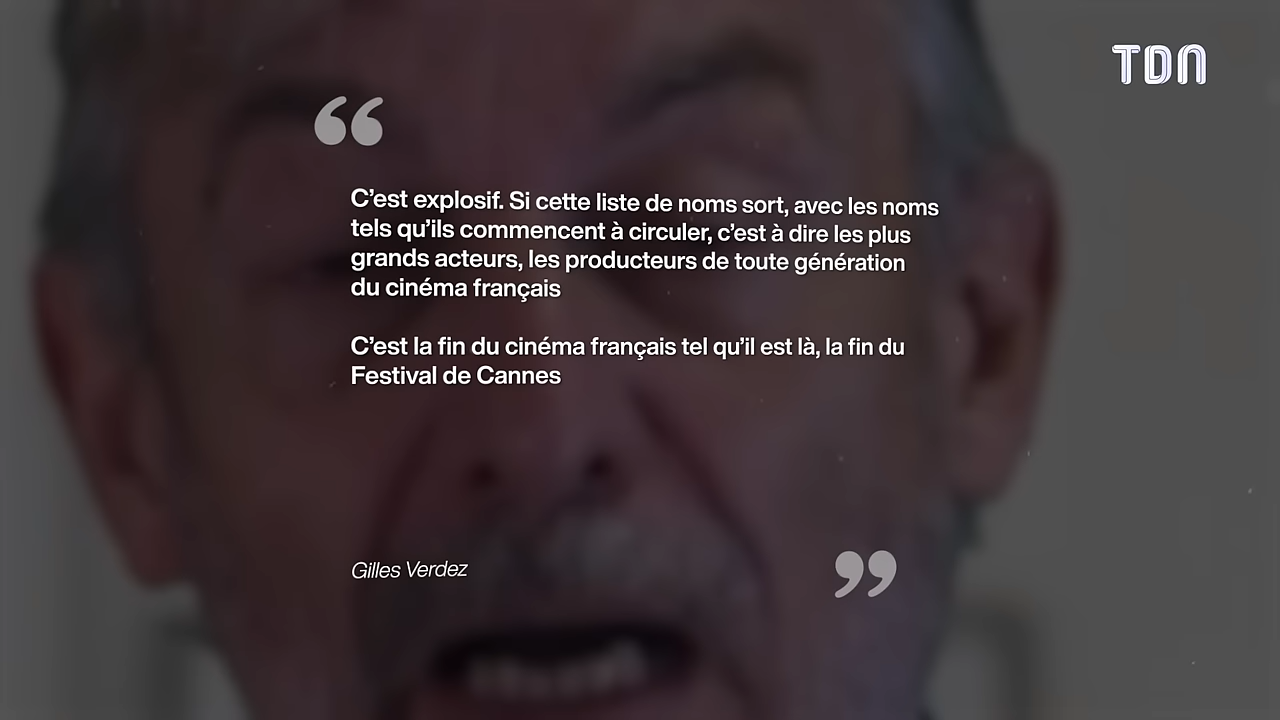 TDN
“
C’est explosif. Si cette liste de noms sort, avec les noms
tels qu’ils commencent à circuler, c’est à dire les plus
grands acteurs, les producteurs de toute génération
du cinéma français
C’est la fin du cinéma français tel qu’il est là, la fin du
Festival de Cannes
Gilles Verdez
”